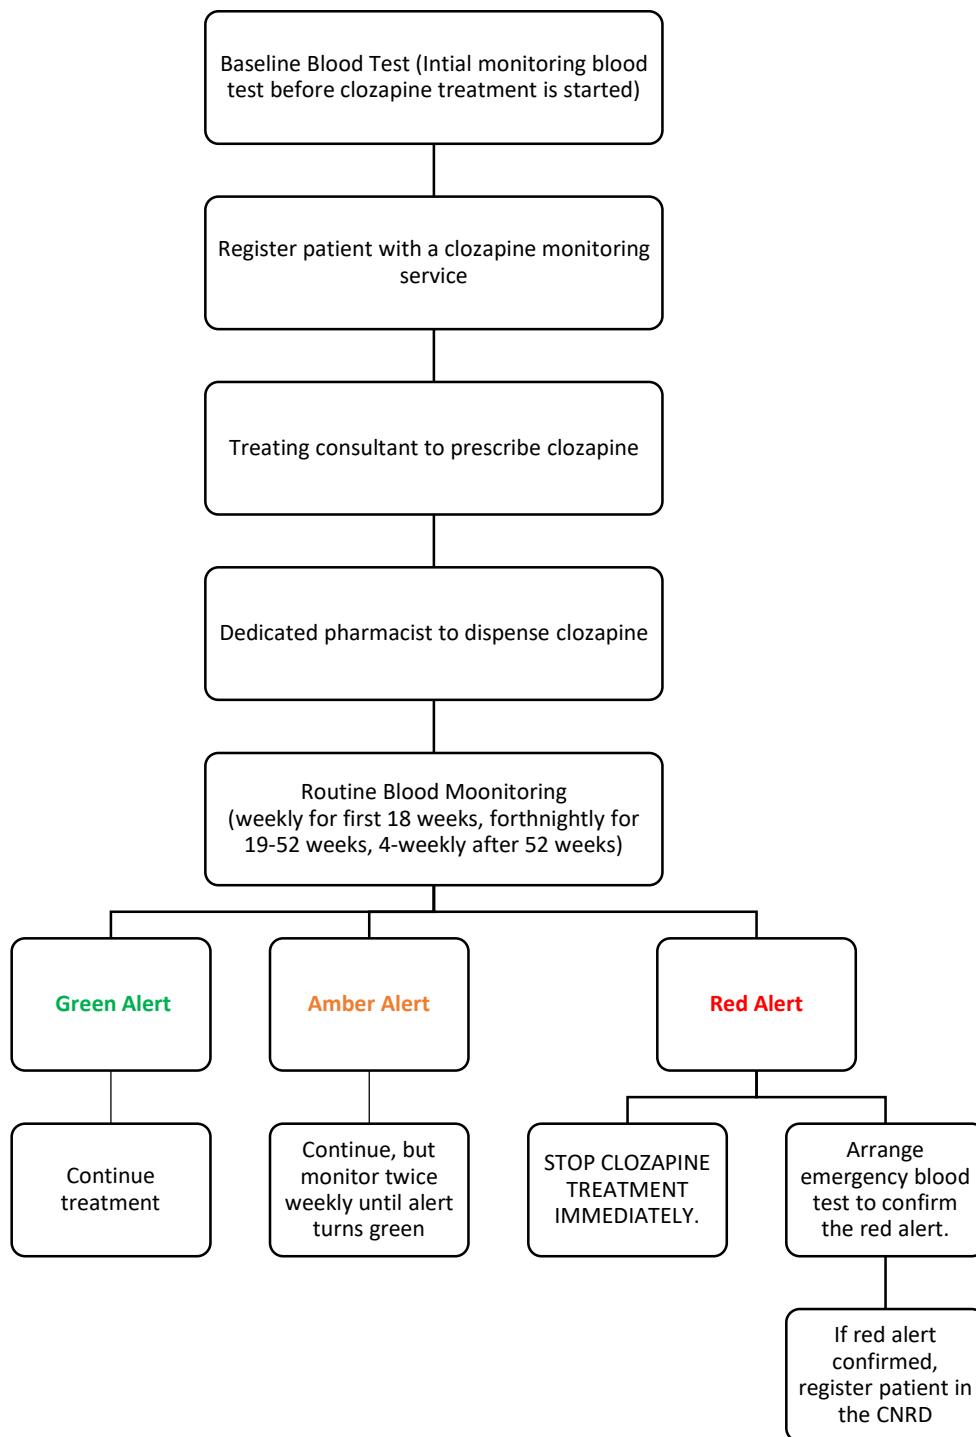 Baseline Blood Test (Intial monitoring blood
test before clozapine treatment is started)
Register patient with a clozapine monitoring
service
Treating consultant to prescribe clozapine
Dedicated pharmacist to dispense clozapine
Routine Blood Moonitoring
(weekly for first 18 weeks, forthnightly for
19-52 weeks, 4-weekly after 52 weeks)
Green Alert
Amber Alert
Red Alert
Continue
treatment
Continue, but
monitor twice
weekly until alert
turns green
STOP CLOZAPINE
TREATMENT
IMMEDIATELY.
Arrange
emergency blood
test to confirm
the red alert.
If red alert
confirmed,
register patient in
the CNRD